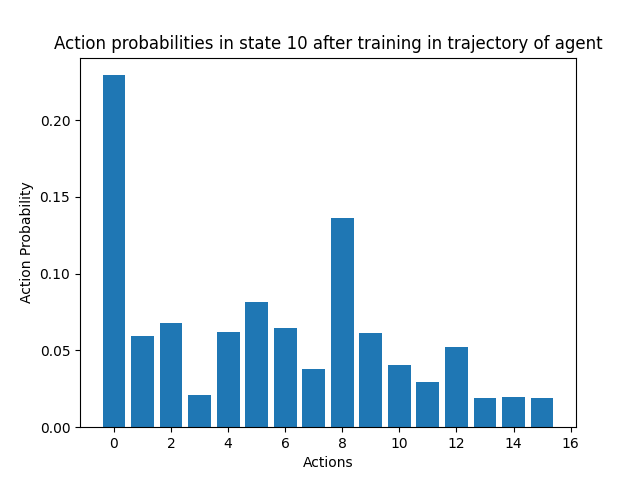 Action probabilities in state 10 after training in trajectory of agent
Action Probability
0.20
0.15
0.10
0.05
0.00
0 2 4 6 8 10 12 14 16
Actions